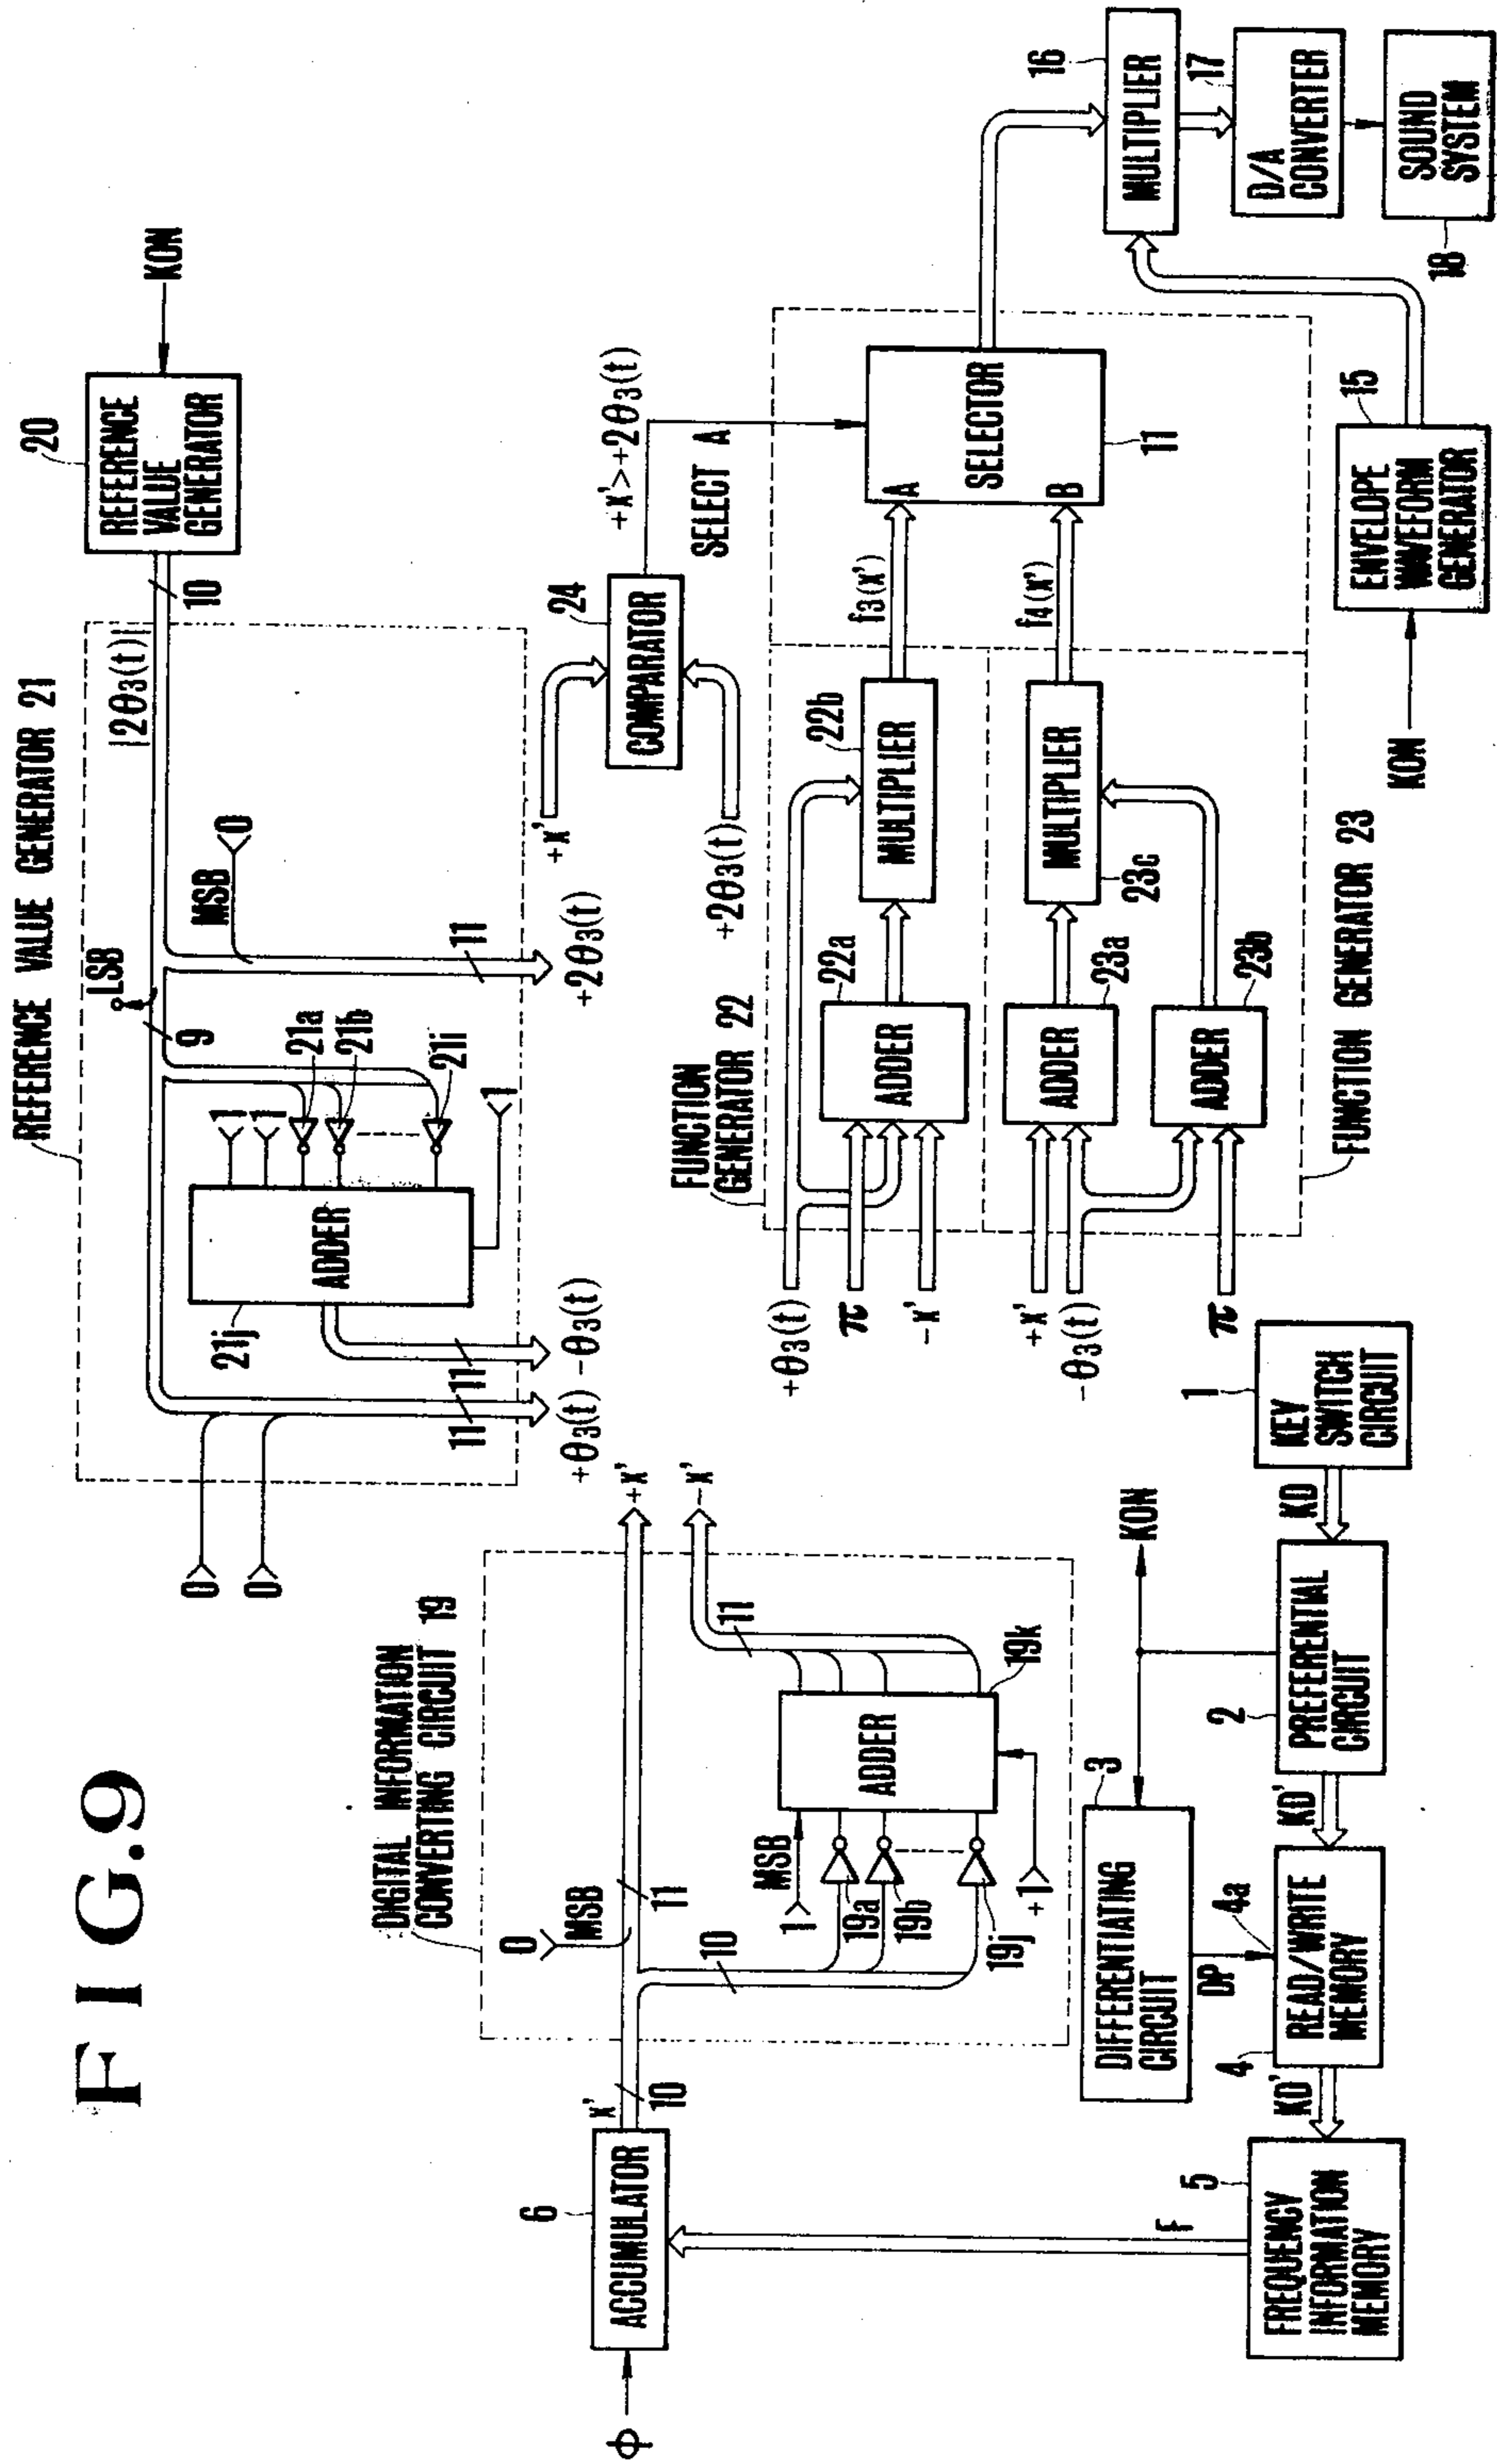 FIG.9
REFERENCE VALUE GENERATOR 21
20
REFERENCE
VALUE
GENERATOR
KON
10
|2θ3(t)|
LSB
9
MSB
0
1
1
21a
21b
21i
1
ADDER
21j
11
11
11
0
0
+θ3(t)
-θ3(t)
+2θ3(t)
DIGITAL INFORMATION
CONVERTING CIRCUIT 19
0
MSB
11
+x'
-x'
11
10
MSB
1
19a
19b
19j
ADDER
19k
+1
x'
10
6
ACCUMULATOR
ϕ
F
24
COMPARATOR
+x'
+2θ3(t)
+x'>+2θ3(t)
SELECT A
FUNCTION
GENERATOR 22
+θ3(t)
π
-x'
22a
ADDER
22b
MULTIPLIER
f3(x')
+x'
-θ3(t)
π
ADDER
23a
ADDER
23b
MULTIPLIER
23c
f4(x')
FUNCTION GENERATOR 23
A
B
SELECTOR
11
16
MULTIPLIER
17
D/A
CONVERTER
SOUND
SYSTEM
18
15
ENVELOPE
WAVEFORM
GENERATOR
KON
1
KEY
SWITCH
CIRCUIT
KD
2
PREFERENTIAL
CIRCUIT
KON
3
DIFFERENTIATING
CIRCUIT
DP
4a
KD'
4
READ/WRITE
MEMORY
KD'
5
FREQUENCY
INFORMATION
MEMORY